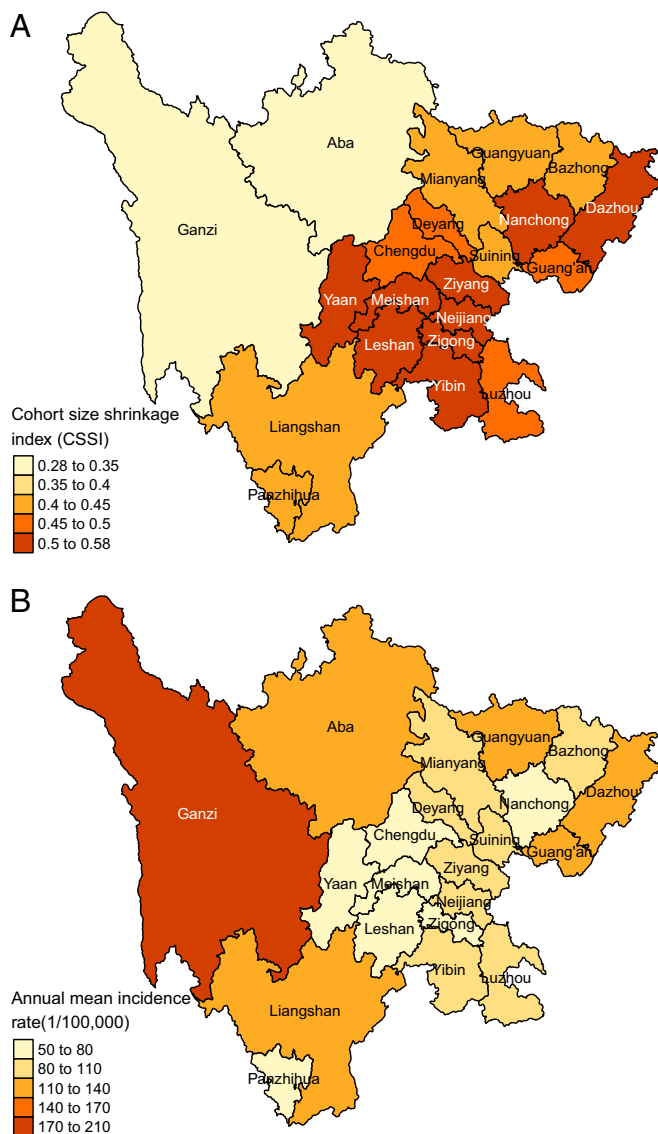 A
Aba
Guangyuan
Bazhong
Mianyang
Dazhou
Ganzi
Nanchong
Deyang
Chengdu
Suining
Guang'an
Ziyang
Yaan
Meishan
Neijiang
Zigong
Leshan
Yibin
Luzhou
Cohort size shrinkage
index (CSSI)
Liangshan
0.28 to 0.35
0.35 to 0.4
0.4 to 0.45
0.45 to 0.5
0.5 to 0.58
Panzhihua
B
Aba
Guangyuan
Bazhong
Mianyang
Dazhou
Ganzi
Nanchong
Deyang
Chengdu
Suining
Guang'an
Ziyang
Yaan
Meishan
Neijiang
Zigong
Leshan
Yibin
Luzhou
Annual mean incidence
rate(1/100,000)
Liangshan
50 to 80
80 to 110
110 to 140
140 to 170
170 to 210
Panzhihua